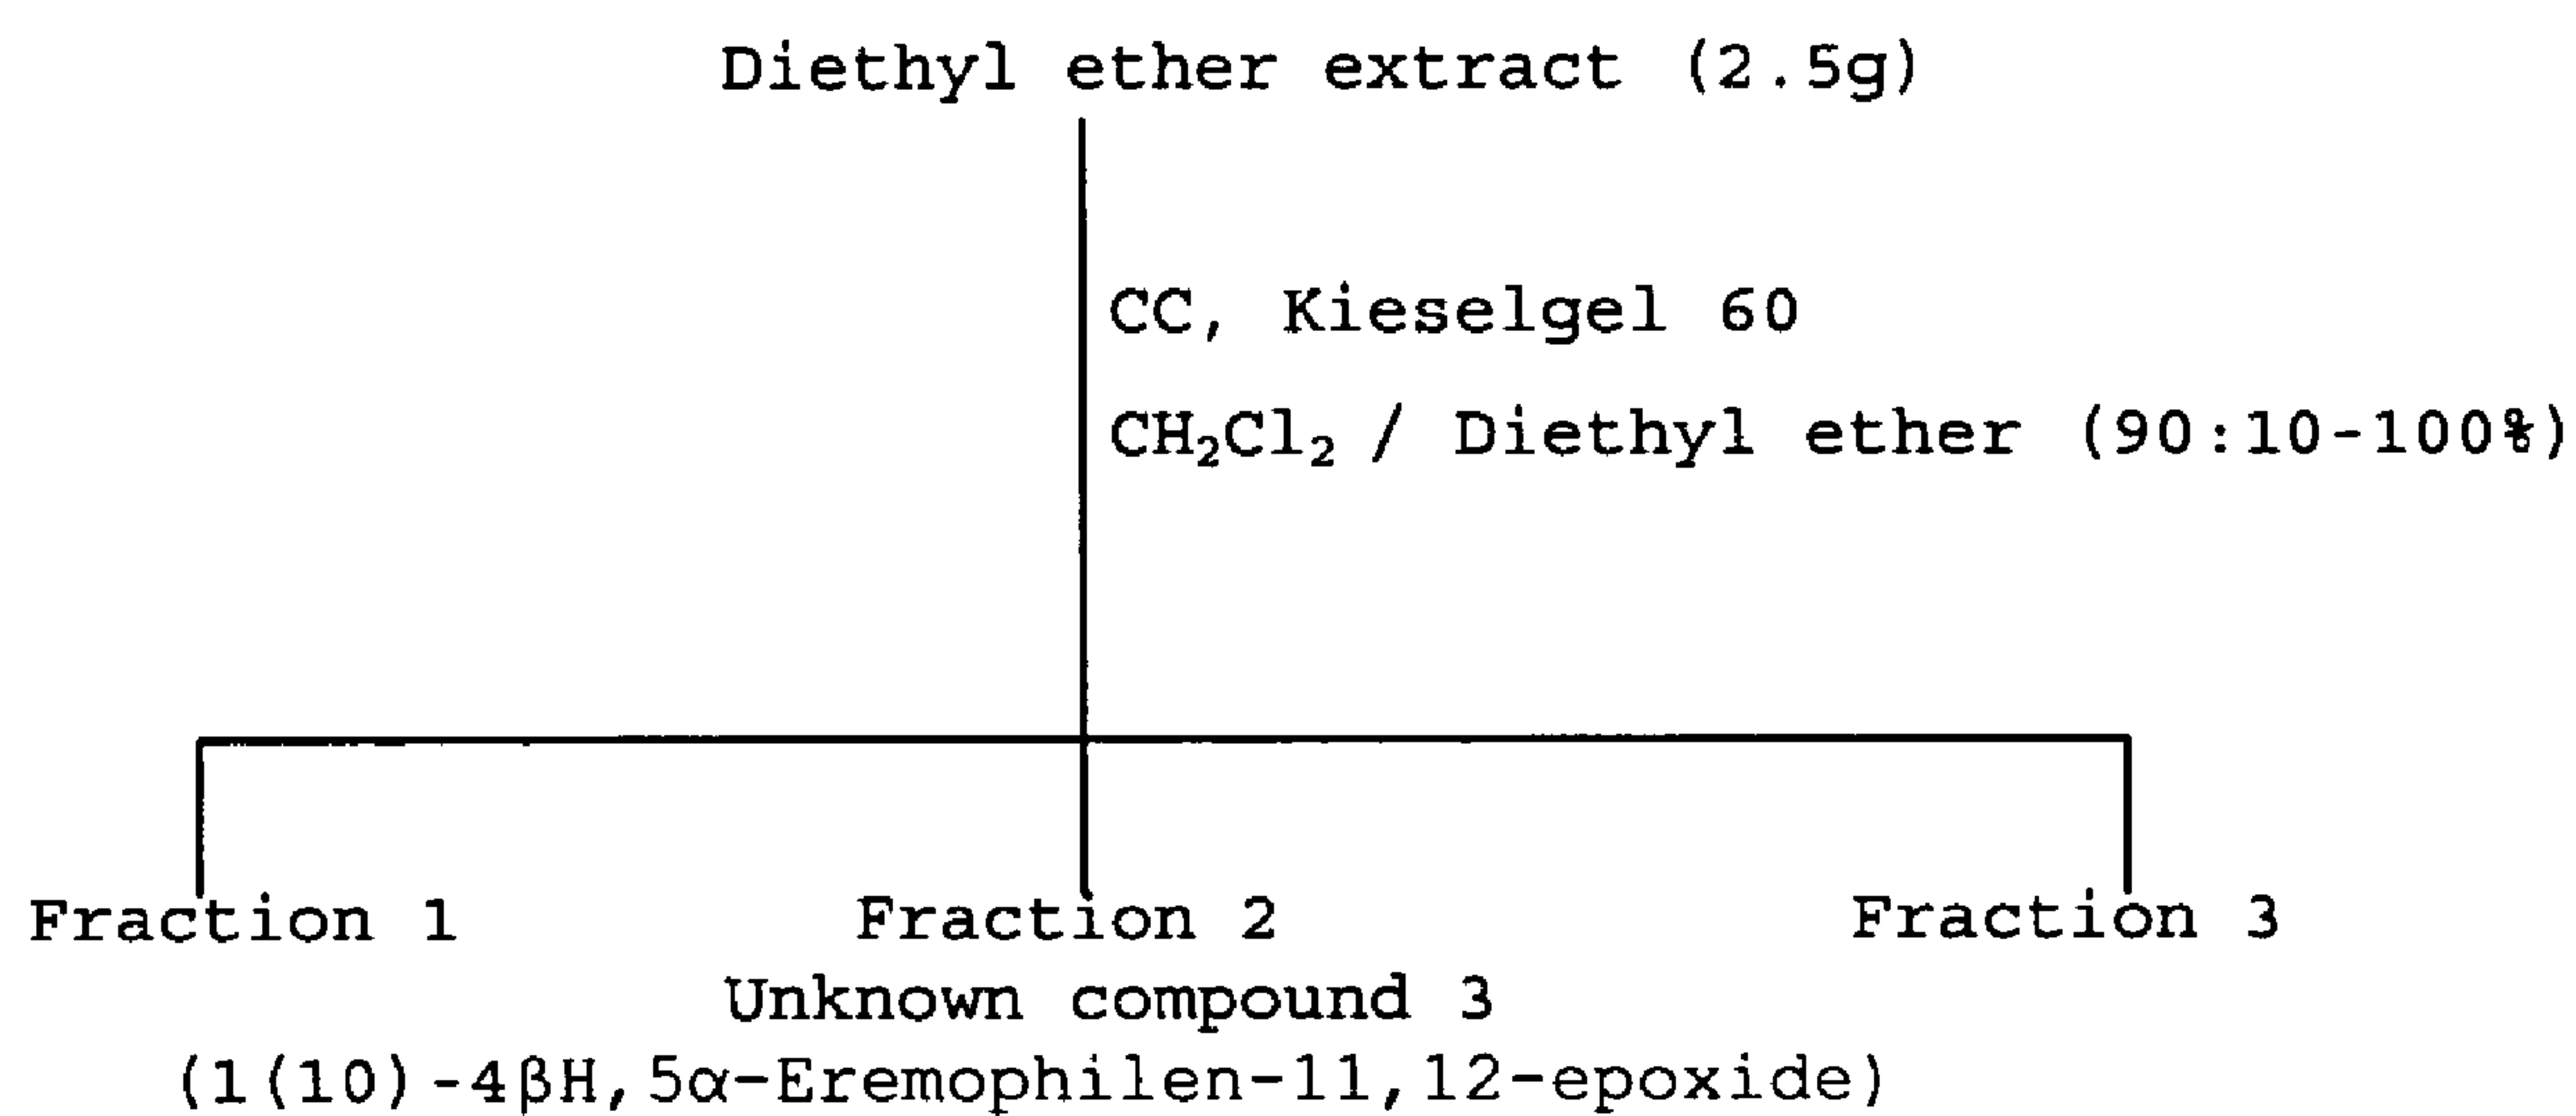 Diethyl ether extract (2.5g)
CC, Kieselgel 60
CH₂Cl₂ / Diethyl ether (90:10-100%)
Fraction 1
Fraction 2
Fraction 3
Unknown compound 3
(1(10)-4βH,5α-Eremophilen-11,12-epoxide)